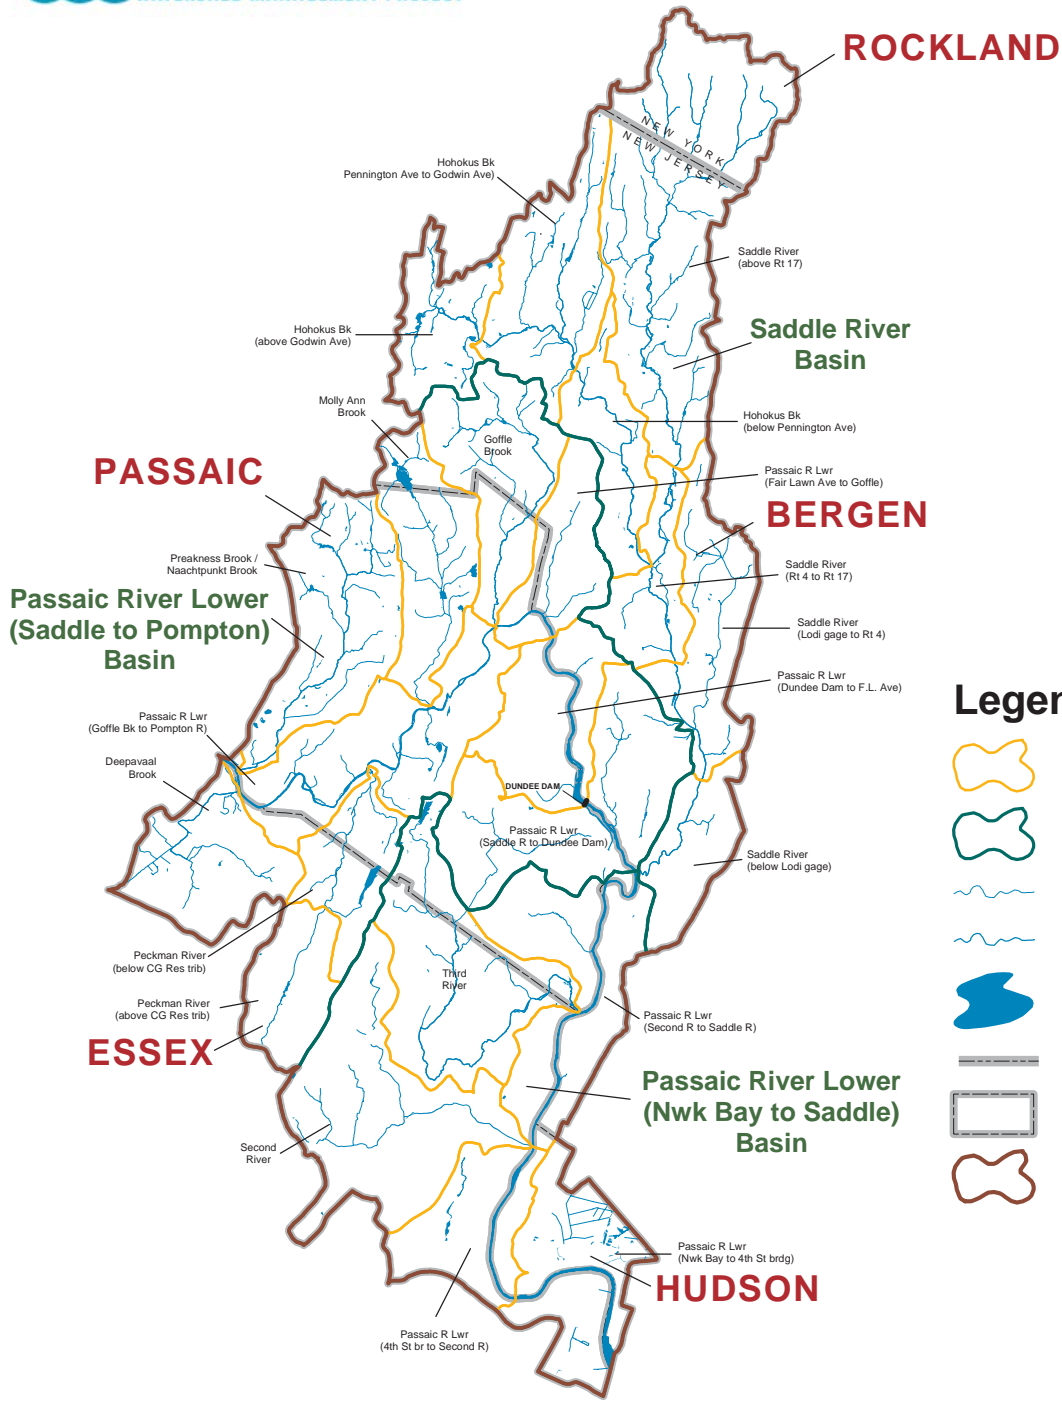 ROCKLAND
NEW YORK
NEW JERSEY
Hohokus Bk
Pennington Ave to Godwin Ave)
Saddle River
(above Rt 17)
Hohokus Bk
(above Godwin Ave)
Saddle River
Basin
Molly Ann
Brook
Goffle
Brook
Hohokus Bk
(below Pennington Ave)
PASSAIC
Passaic R Lwr
(Fair Lawn Ave to Goffle)
BERGEN
Preakness Brook /
Naachtpunkt Brook
Saddle River
(Rt 4 to Rt 17)
Passaic River Lower
(Saddle to Pompton)
Basin
Saddle River
(Lodi gage to Rt 4)
Passaic R Lwr
(Dundee Dam to F.L. Ave)
Legen
Passaic R Lwr
(Goffle Bk to Pompton R)
Deepavaal
Brook
DUNDEE DAM
Passaic R Lwr
(Saddle R to Dundee Dam)
Saddle River
(below Lodi gage)
Peckman River
(below CG Res trib)
Third
River
Peckman River
(above CG Res trib)
Passaic R Lwr
(Second R to Saddle R)
ESSEX
Passaic River Lower
(Nwk Bay to Saddle)
Basin
Second
River
Passaic R Lwr
(Nwk Bay to 4th St brdg)
HUDSON
Passaic R Lwr
(4th St br to Second R)